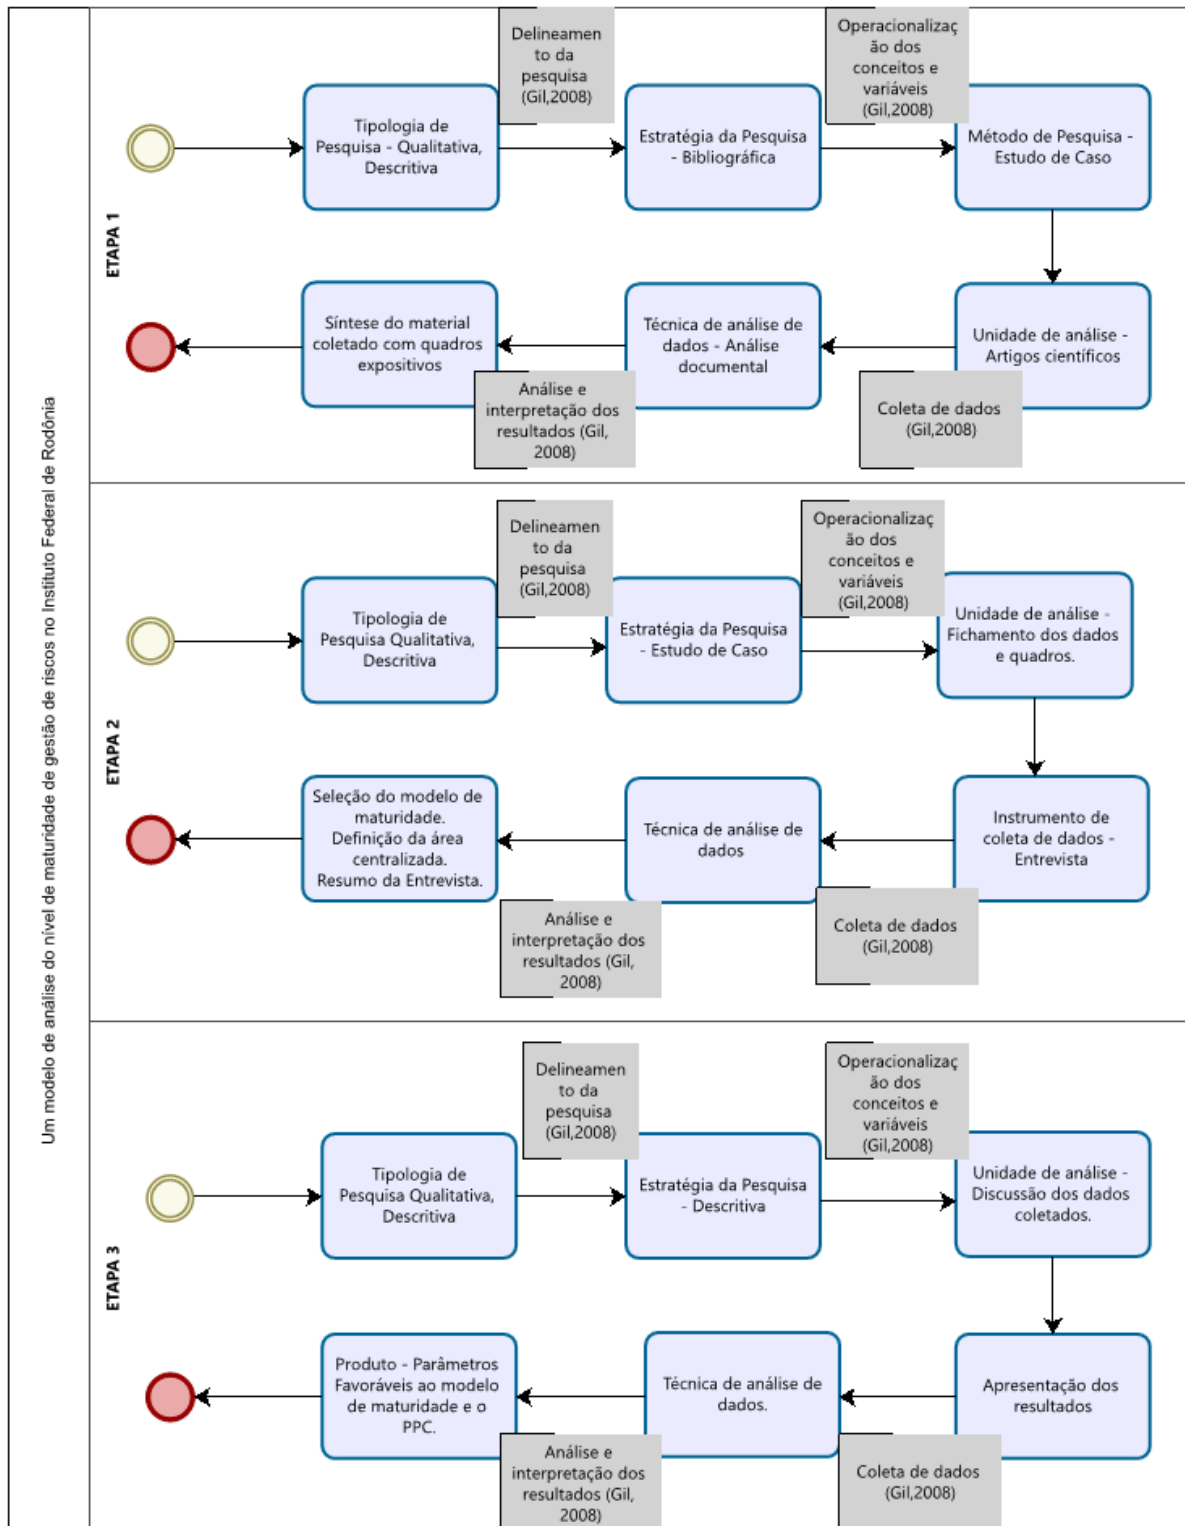 Um modelo de análise do nível de maturidade de gestão de riscos no Instituto Federal de Rodônia
ETAPA 1
Tipologia de
Pesquisa - Qualitativa,
Descritiva
Delineamen
to da
pesquisa
(Gil,2008)
Estratégia da Pesquisa
- Bibliográfica
Operacionalizaç
ão dos
conceitos e
variáveis
(Gil,2008)
Método de Pesquisa -
Estudo de Caso
Unidade de análise -
Artigos científicos
Coleta de dados
(Gil,2008)
Técnica de análise de
dados - Análise
documental
Análise e
interpretação dos
resultados (Gil,
2008)
Síntese do material
coletado com quadros
expositivos
ETAPA 2
Tipologia de
Pesquisa Qualitativa,
Descritiva
Delineamen
to da
pesquisa
(Gil,2008)
Estratégia da Pesquisa
- Estudo de Caso
Operacionalizaç
ão dos
conceitos e
variáveis
(Gil,2008)
Unidade de análise -
Fichamento dos dados
e quadros.
Instrumento de
coleta de dados -
Entrevista
Coleta de dados
(Gil,2008)
Técnica de análise de
dados
Análise e
interpretação dos
resultados (Gil,
2008)
Seleção do modelo de
maturidade.
Definição da área
centralizada.
Resumo da Entrevista.
ETAPA 3
Tipologia de
Pesquisa Qualitativa,
Descritiva
Delineamen
to da
pesquisa
(Gil,2008)
Estratégia da Pesquisa
- Descritiva
Operacionalizaç
ão dos
conceitos e
variáveis
(Gil,2008)
Unidade de análise -
Discussão dos dados
coletados.
Apresentação dos
resultados
Coleta de dados
(Gil,2008)
Técnica de análise de
dados.
Análise e
interpretação dos
resultados (Gil,
2008)
Produto - Parâmetros
Favoráveis ao modelo
de maturidade e o
PPC.